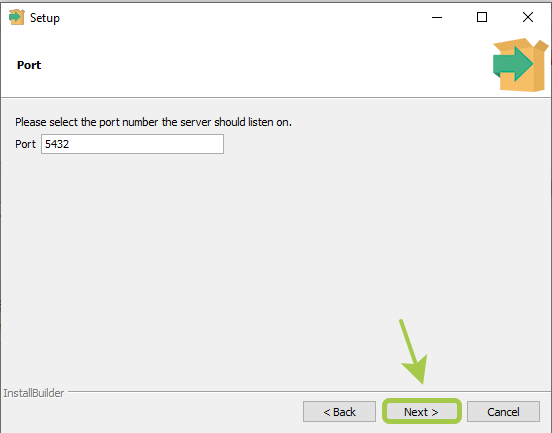 Setup
Port
Please select the port number the server should listen on.
Port 5432
InstallBuilder
< Back Next > Cancel